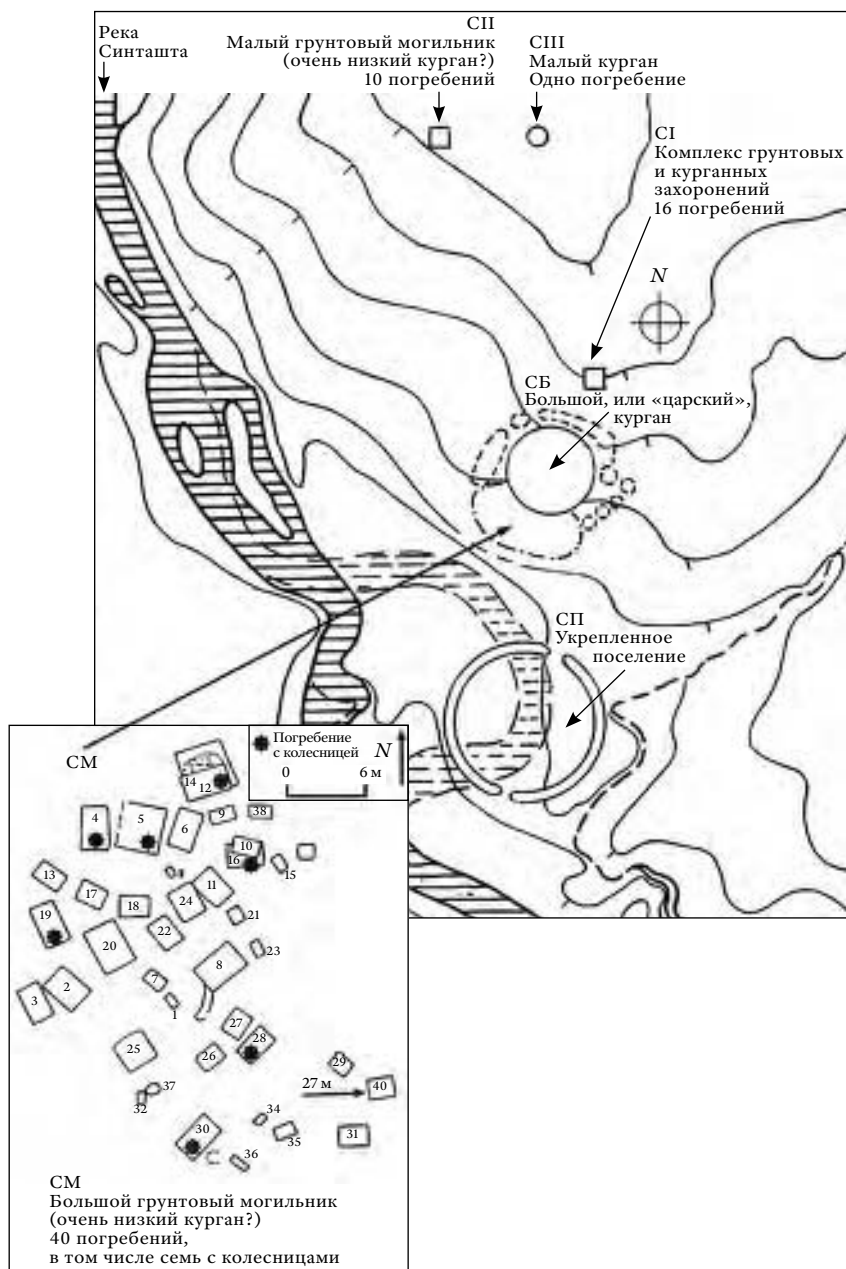 Река
Синташта
СII
Малый грунтовый могильник
(очень низкий курган?)
10 погребений
СIII
Малый курган
Одно погребение
СI
Комплекс грунтовых
и курганных
захоронений
16 погребений
N
СБ
Большой, или «царский»,
курган
СП
Укрепленное
поселение
СМ
Погребение
с колесницей
N
0 6 м
14
12
4
5
6
9
38
10
16
15
13
17
18
24
11
21
19
20
22
23
8
3
2
7
1
27
28
25
26
29
40
27 м
37
32
34
35
31
30
36
СМ
Большой грунтовый могильник
(очень низкий курган?)
40 погребений,
в том числе семь с колесницами